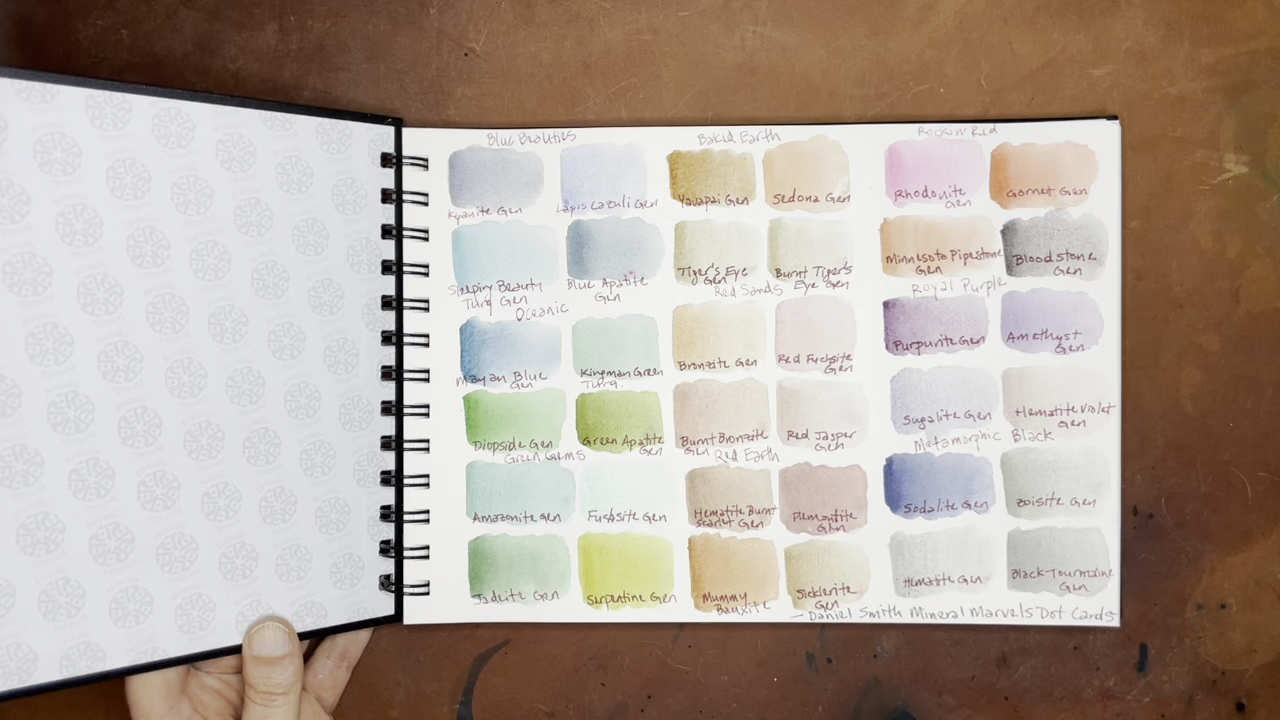 Blue Beauties
Baked Earth
Rockin' Red
Kyanite Gen
Lapis Lazuli Gen
Yavapai Gen
Sedona Gen
Rhodonite
Gen
Garnet Gen
Sleeping Beauty
Turq Gen
Blue Apatite
Gen
Tiger's Eye
Gen
Burnt Tiger's
Eye Gen
Minnesota Pipestone
Gen
Bloodstone
Gen
Oceanic
Red Sands
Royal Purple
Mayan Blue
Gen
Kingman Green
Turq.
Bronzite Gen
Red Fuchsite
Gen
Purpurite Gen
Amethyst
Gen
Diopside Gen
Green Apatite
Gen
Burnt Bronzite
Gen
Red Jasper
Gen
Sugalite Gen
Hematite Violet
Gen
Green Gems
Red Earth
Metamorphic Black
Amazonite Gen
Fushsite Gen
Hematite Burnt
Scarlet Gen
Piemontite
Gen
Sodalite Gen
Zoisite Gen
Jadeite Gen
Serpentine Gen
Mummy
Bauxite
Sicklerite
Gen
Hematite Gen
Black Tourmaine
Gen
— Daniel Smith Mineral Marvels Dot Cards